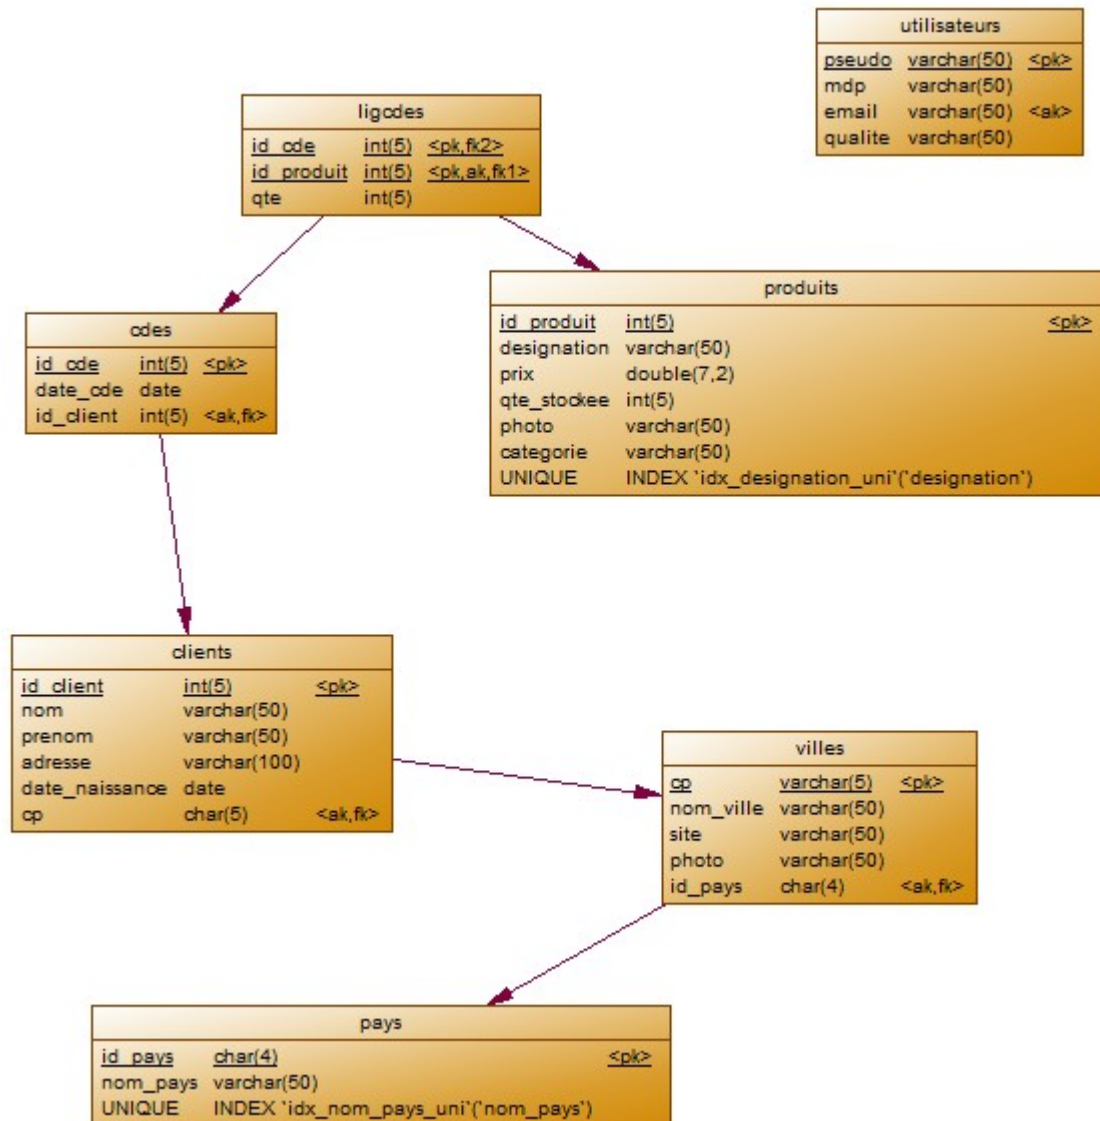 utilisateurs
pseudo varchar(50) <pk>
mdp varchar(50)
email varchar(50) <ak>
qualite varchar(50)
ligcdes
id_cde int(5) <pk,fk2>
id_produit int(5) <pk,ak,fk1>
qte int(5)
produits
id_produit int(5) <pk>
designation varchar(50)
prix double(7,2)
qte_stockee int(5)
photo varchar(50)
categorie varchar(50)
UNIQUE INDEX `idx_designation_uni`(`designation`)
cdes
id_cde int(5) <pk>
date_cde date
id_client int(5) <ak,fk>
clients
id_client int(5) <pk>
nom varchar(50)
prenom varchar(50)
adresse varchar(100)
date_naissance date
cp char(5) <ak,fk>
villes
cp varchar(5) <pk>
nom_ville varchar(50)
site varchar(50)
photo varchar(50)
id_pays char(4) <ak,fk>
pays
id_pays char(4) <pk>
nom_pays varchar(50)
UNIQUE INDEX `idx_nom_pays_uni`(`nom_pays`)